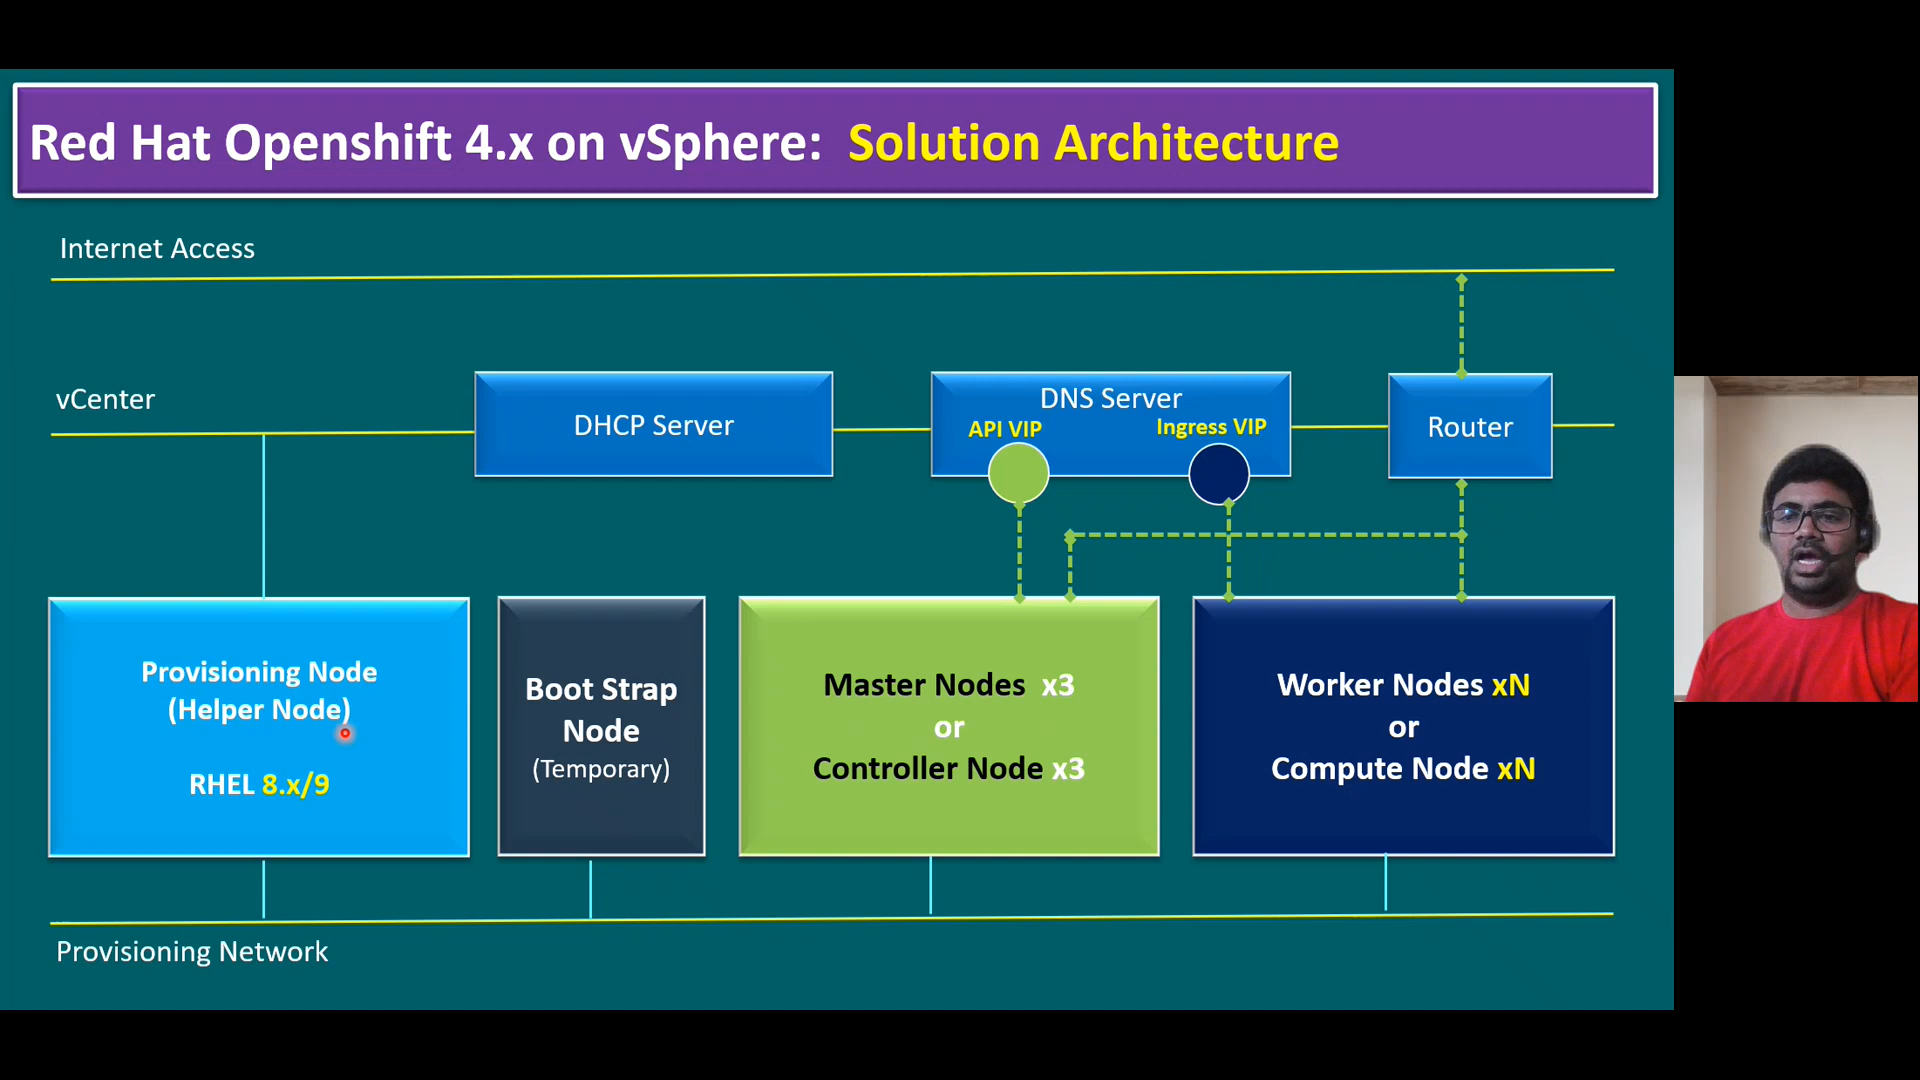 Red Hat Openshift 4.x on vSphere: Solution Architecture
Internet Access
vCenter
DHCP Server
DNS Server
API VIP
Ingress VIP
Router
Provisioning Node
(Helper Node)
RHEL 8.x/9
Boot Strap
Node
(Temporary)
Master Nodes x3
or
Controller Node x3
Worker Nodes xN
or
Compute Node xN
Provisioning Network